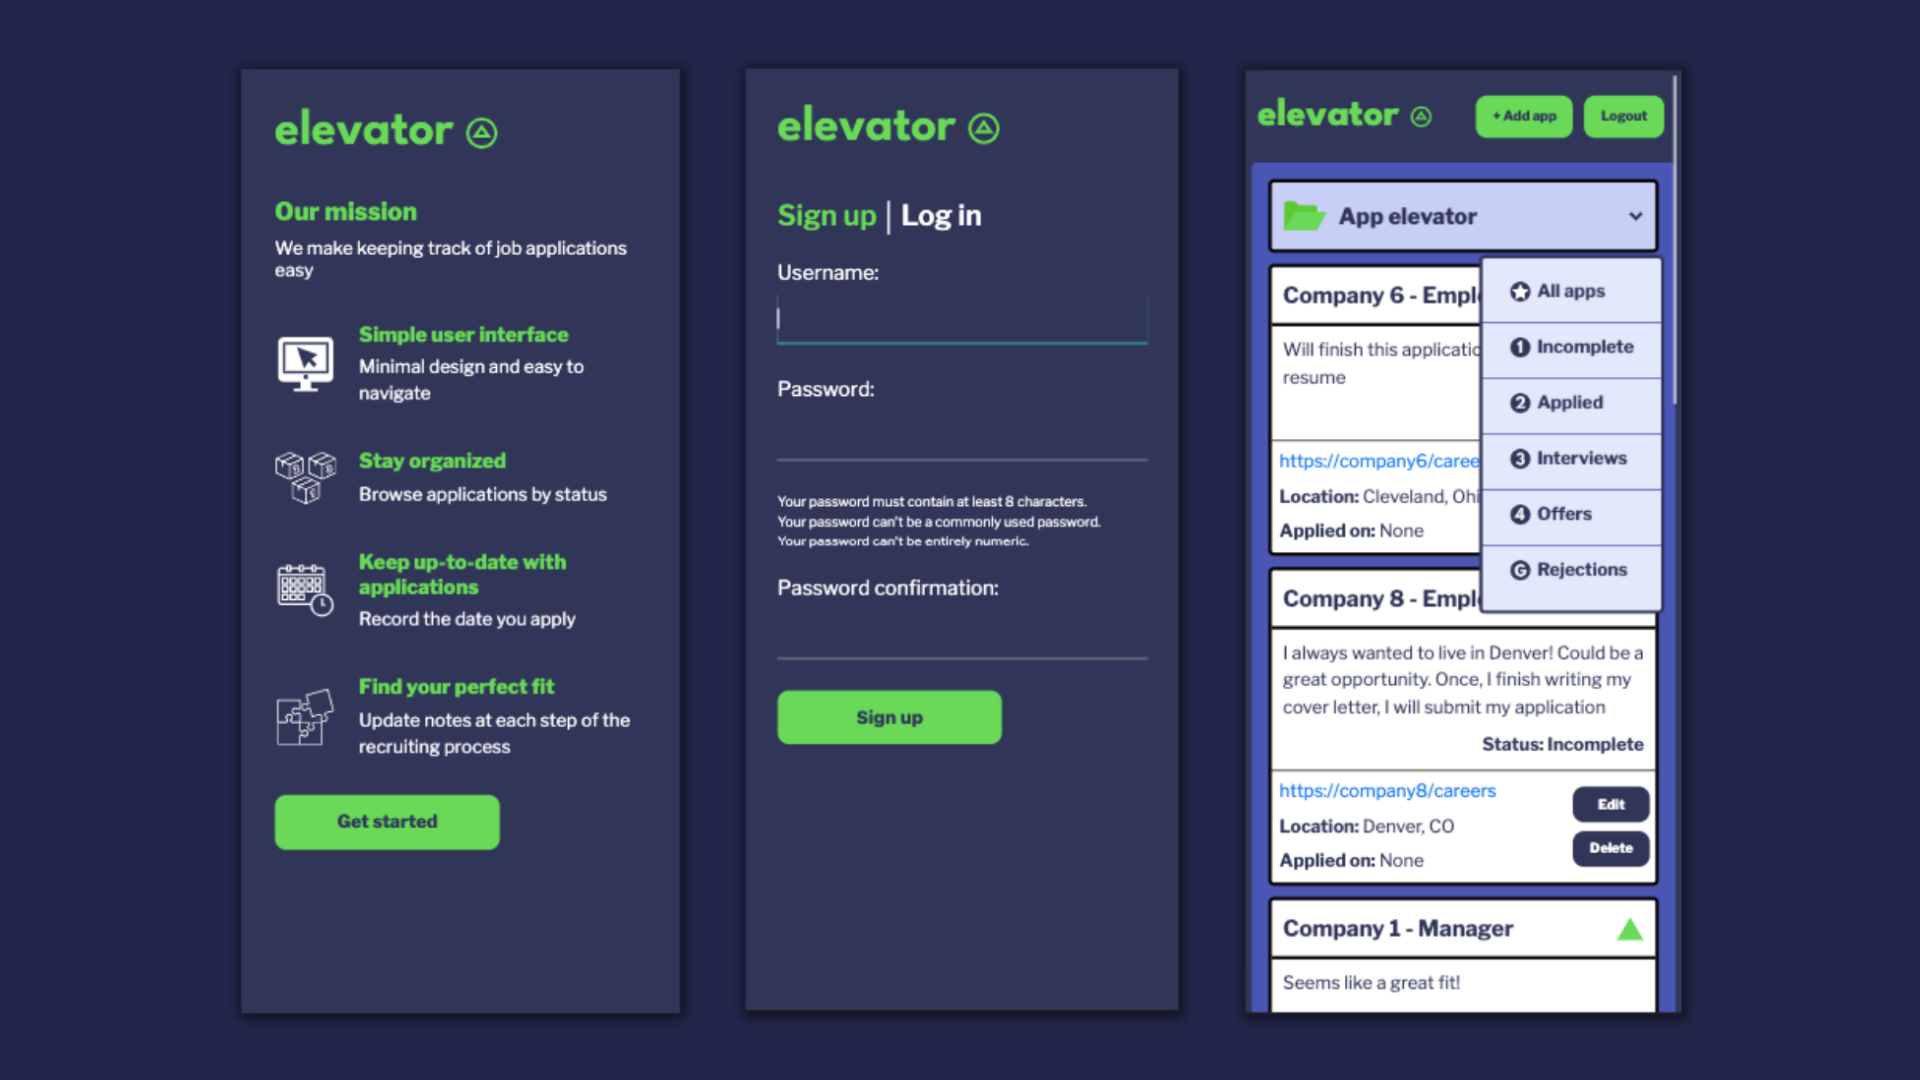 elevator
Our mission
We make keeping track of job applications
easy
Simple user interface
Minimal design and easy to
navigate
Stay organized
Browse applications by status
Keep up-to-date with
applications
Record the date you apply
Find your perfect fit
Update notes at each step of the
recruiting process
Get started
elevator
Sign up | Log in
Username:
Password:
Your password must contain at least 8 characters.
Your password can't be a commonly used password.
Your password can't be entirely numeric.
Password confirmation:
Sign up
elevator
+ Add app
Logout
App elevator
All apps
1 Incomplete
2 Applied
3 Interviews
4 Offers
Rejections
Company 6 - Empl
Will finish this applicatio
resume
https://company6/caree
Location: Cleveland, Ohi
Applied on: None
Company 8 - Empl
I always wanted to live in Denver! Could be a
great opportunity. Once, I finish writing my
cover letter, I will submit my application
Status: Incomplete
https://company8/careers
Location: Denver, CO
Applied on: None
Edit
Delete
Company 1 - Manager
Seems like a great fit!